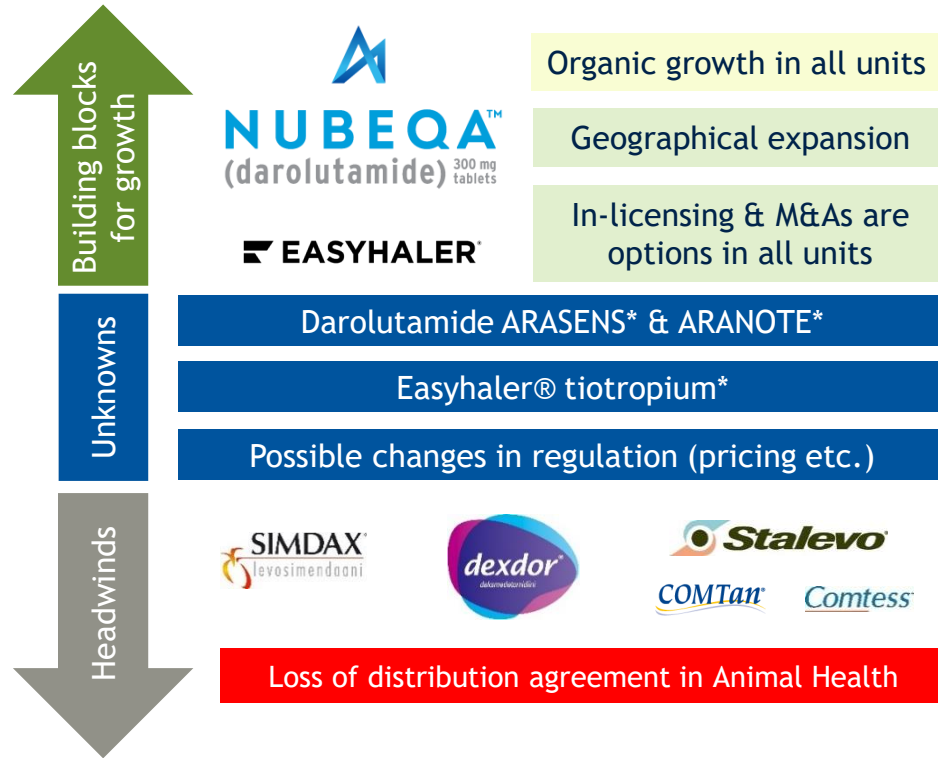 Building blocks
for growth
NUBEQA™
(darolutamide) 300 mg
tablets
EASYHALER®
Organic growth in all units
Geographical expansion
In-licensing & M&As are
options in all units
Unknowns
Darolutamide ARASENS* & ARANOTE*
Easyhaler® tiotropium*
Possible changes in regulation (pricing etc.)
Headwinds
SIMDAX®
levosimendaani
dexdor®
deksmedetomidiini
Stalevo®
COMTan®
Comtess®
Loss of distribution agreement in Animal Health